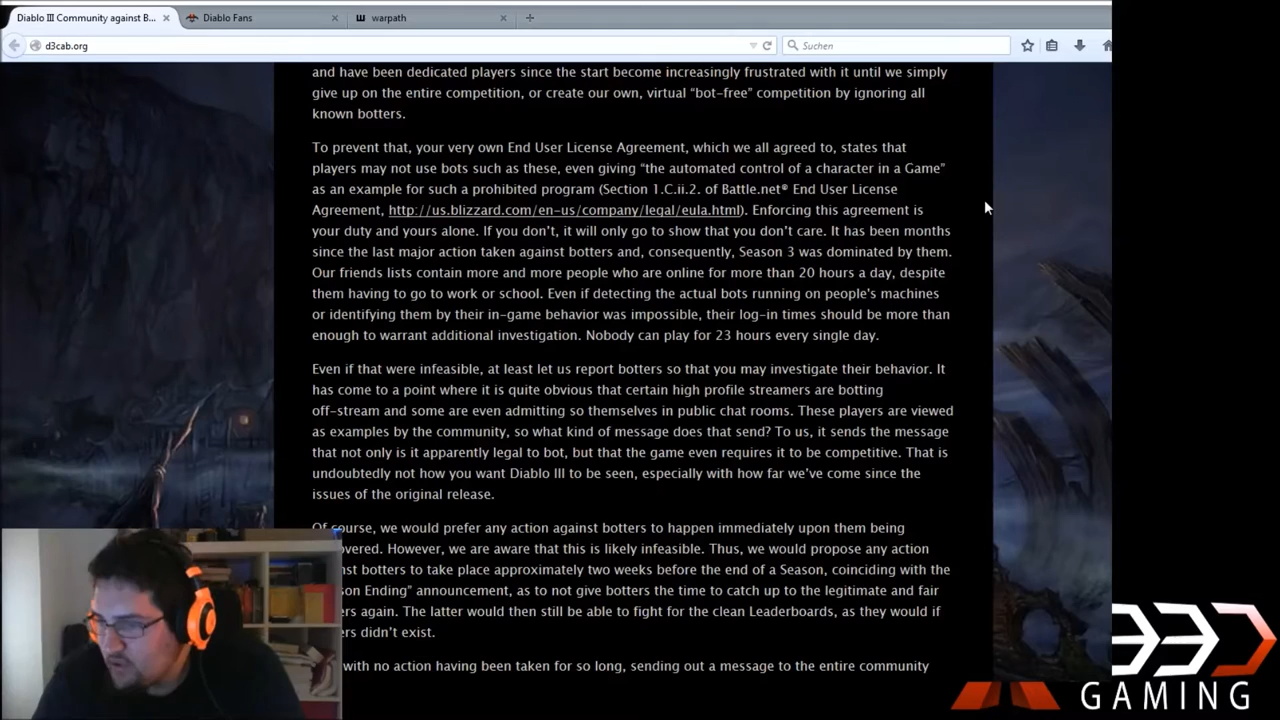 Diablo III Community against B...
Diablo Fans
warpath
d3cab.org
Suchen
and have been dedicated players since the start become increasingly frustrated with it until we simply
give up on the entire competition, or create our own, virtual “bot-free” competition by ignoring all
known botters.
To prevent that, your very own End User License Agreement, which we all agreed to, states that
players may not use bots such as these, even giving “the automated control of a character in a Game”
as an example for such a prohibited program (Section 1.C.ii.2. of Battle.net® End User License
Agreement, http://us.blizzard.com/en-us/company/legal/eula.html). Enforcing this agreement is
your duty and yours alone. If you don’t, it will only go to show that you don’t care. It has been months
since the last major action taken against botters and, consequently, Season 3 was dominated by them.
Our friends lists contain more and more people who are online for more than 20 hours a day, despite
them having to go to work or school. Even if detecting the actual bots running on people’s machines
or identifying them by their in-game behavior was impossible, their log-in times should be more than
enough to warrant additional investigation. Nobody can play for 23 hours every single day.
Even if that were infeasible, at least let us report botters so that you may investigate their behavior. It
has come to a point where it is quite obvious that certain high profile streamers are botting
off-stream and some are even admitting so themselves in public chat rooms. These players are viewed
as examples by the community, so what kind of message does that send? To us, it sends the message
that not only is it apparently legal to bot, but that the game even requires it to be competitive. That is
undoubtedly not how you want Diablo III to be seen, especially with how far we’ve come since the
issues of the original release.
Of course, we would prefer any action against botters to happen immediately upon them being
overed. However, we are aware that this is likely infeasible. Thus, we would propose any action
nst botters to take place approximately two weeks before the end of a Season, coinciding with the
son Ending” announcement, as to not give botters the time to catch up to the legitimate and fair
ers again. The latter would then still be able to fight for the clean Leaderboards, as they would if
ers didn’t exist.
with no action having been taken for so long, sending out a message to the entire community
GAMING